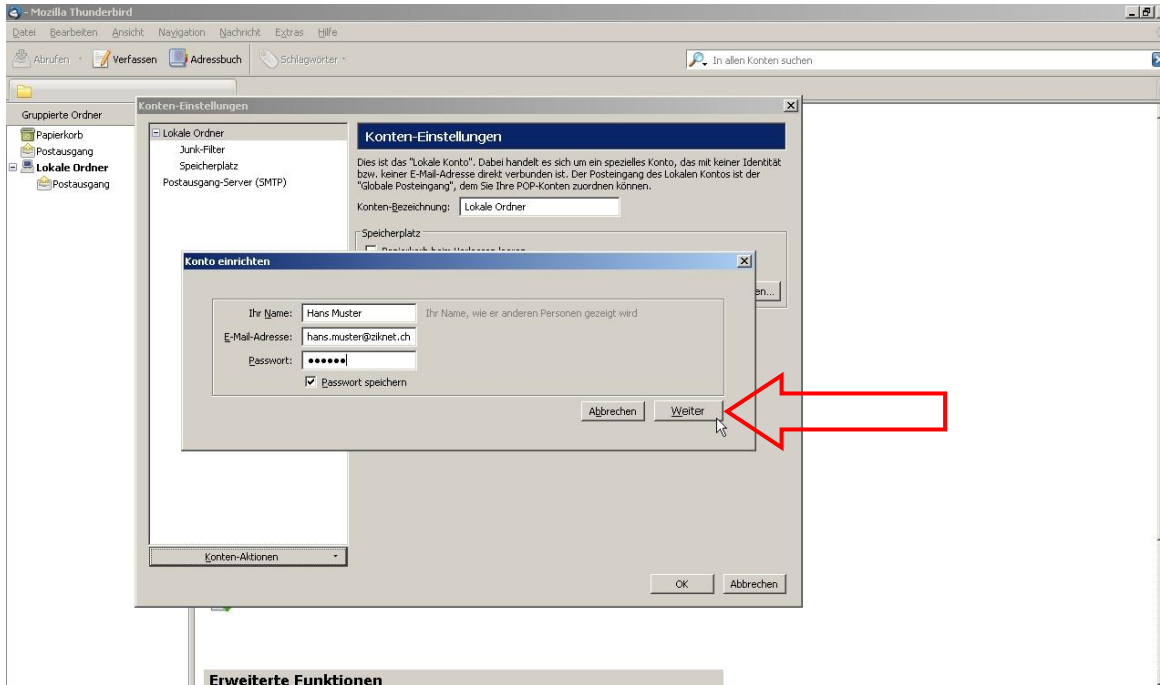 - Mozilla Thunderbird
Datei Bearbeiten Ansicht Navigation Nachricht Extras Hilfe
Abrufen Verfassen Adressbuch Schlagwörter In allen Konten suchen
Gruppierte Ordner
Papierkorb
Postausgang
Lokale Ordner
Postausgang
Konten-Einstellungen
Lokale Ordner
Junk-Filter
Speicherplatz
Postausgang-Server (SMTP)
Konten-Einstellungen
Dies ist das "Lokale Konto". Dabei handelt es sich um ein spezielles Konto, das mit keiner Identität
bzw. keiner E-Mail-Adresse direkt verbunden ist. Der Posteingang des Lokalen Kontos ist der
"Globale Posteingang", dem Sie Ihre POP-Konten zuordnen können.
Konten-Bezeichnung: Lokale Ordner
Speicherplatz
Papierkorb beim Verlassen leeren
en...
Konto einrichten
Ihr Name: Hans Muster Ihr Name, wie er anderen Personen gezeigt wird
E-Mail-Adresse: hans.muster@ziknet.ch
Passwort: ●●●●●●
Passwort speichern
Abbrechen Weiter
Konten-Aktionen
OK Abbrechen
Erweiterte Funktionen